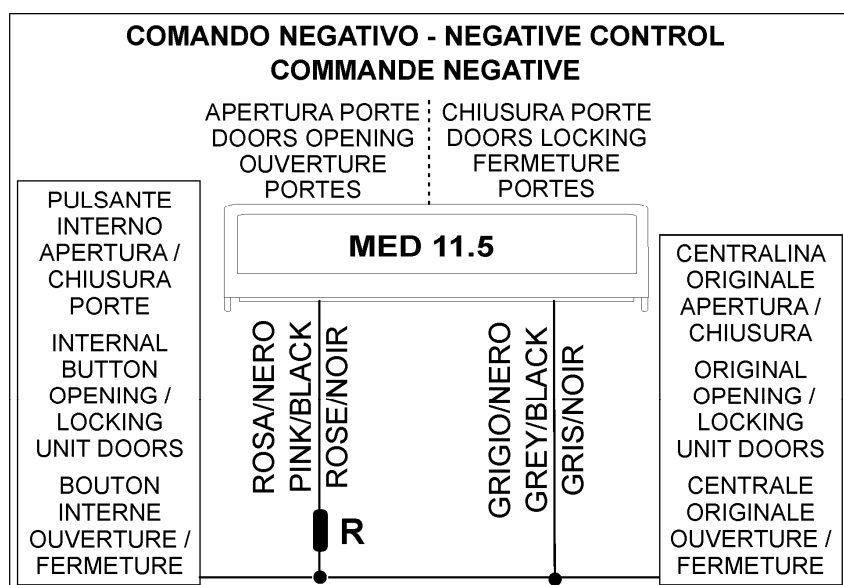 COMANDO NEGATIVO - NEGATIVE CONTROL
COMMANDE NEGATIVE
APERTURA PORTE
DOORS OPENING
OUVERTURE
PORTES
CHIUSURA PORTE
DOORS LOCKING
FERMETURE
PORTES
PULSANTE
INTERNO
APERTURA /
CHIUSURA
PORTE
INTERNAL
BUTTON
OPENING /
LOCKING
UNIT DOORS
BOUTON
INTERNE
OUVERTURE /
FERMETURE
MED 11.5
ROSA/NERO
PINK/BLACK
ROSE/NOIR
R
GRIGIO/NERO
GREY/BLACK
GRIS/NOIR
CENTRALINA
ORIGINALE
APERTURA /
CHIUSURA
ORIGINAL
OPENING /
LOCKING
UNIT DOORS
CENTRALE
ORIGINALE
OUVERTURE /
FERMETURE